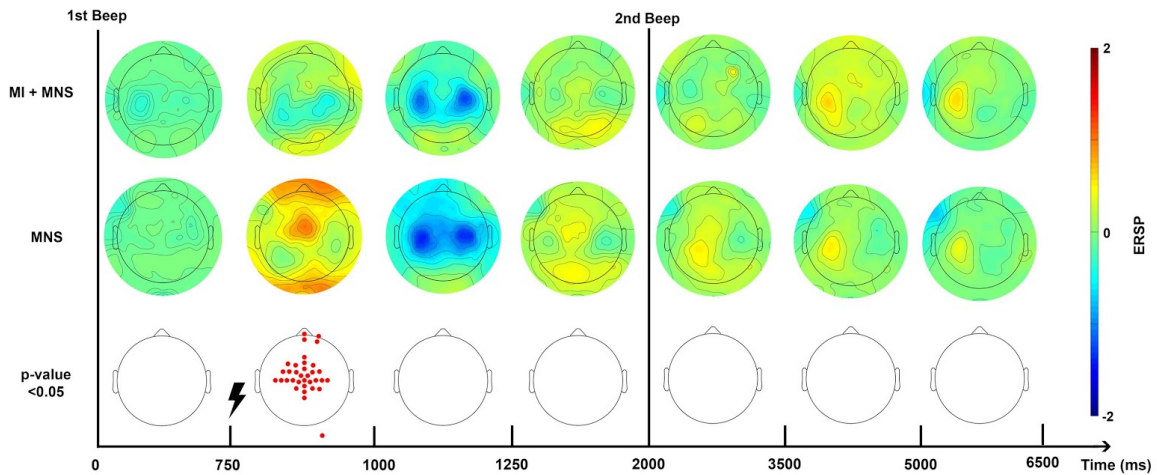 1st Beep
2nd Beep
MI + MNS
2
MNS
0
ERSP
p-value
<0.05
-2
0 750 1000 1250 2000 3500 5000 6500 Time (ms)